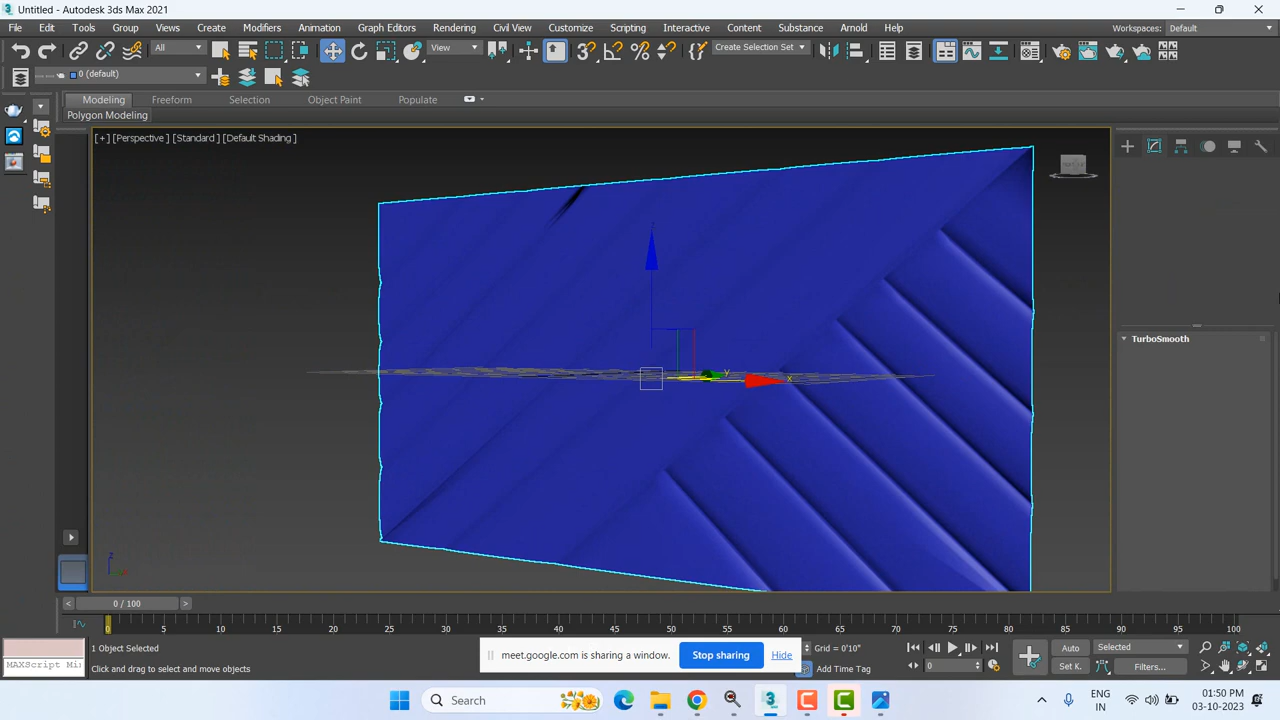 Untitled - Autodesk 3ds Max 2021
File Edit Tools Group Views Create Modifiers Animation Graph Editors Rendering Civil View Customize Scripting Interactive Content Substance Arnold Help Workspaces: Default
All View Create Selection Set
0 (default)
Modeling Freeform Selection Object Paint Populate
Polygon Modeling
[+] [Perspective ] [Standard ] [Default Shading ]
TurboSmooth
y
x
z
< 0 / 100 >
0 5 10 15 20 25 30 35 40 45 50 55 60 65 70 75 80 85 90 95 100
1 Object Selected
meet.google.com is sharing a window. Stop sharing Hide
Grid = 0'10"
Auto Selected
MAXScript Mi
Click and drag to select and move objects
Add Time Tag
0
Set K. Filters...
Search
ENG
IN
01:50 PM
03-10-2023